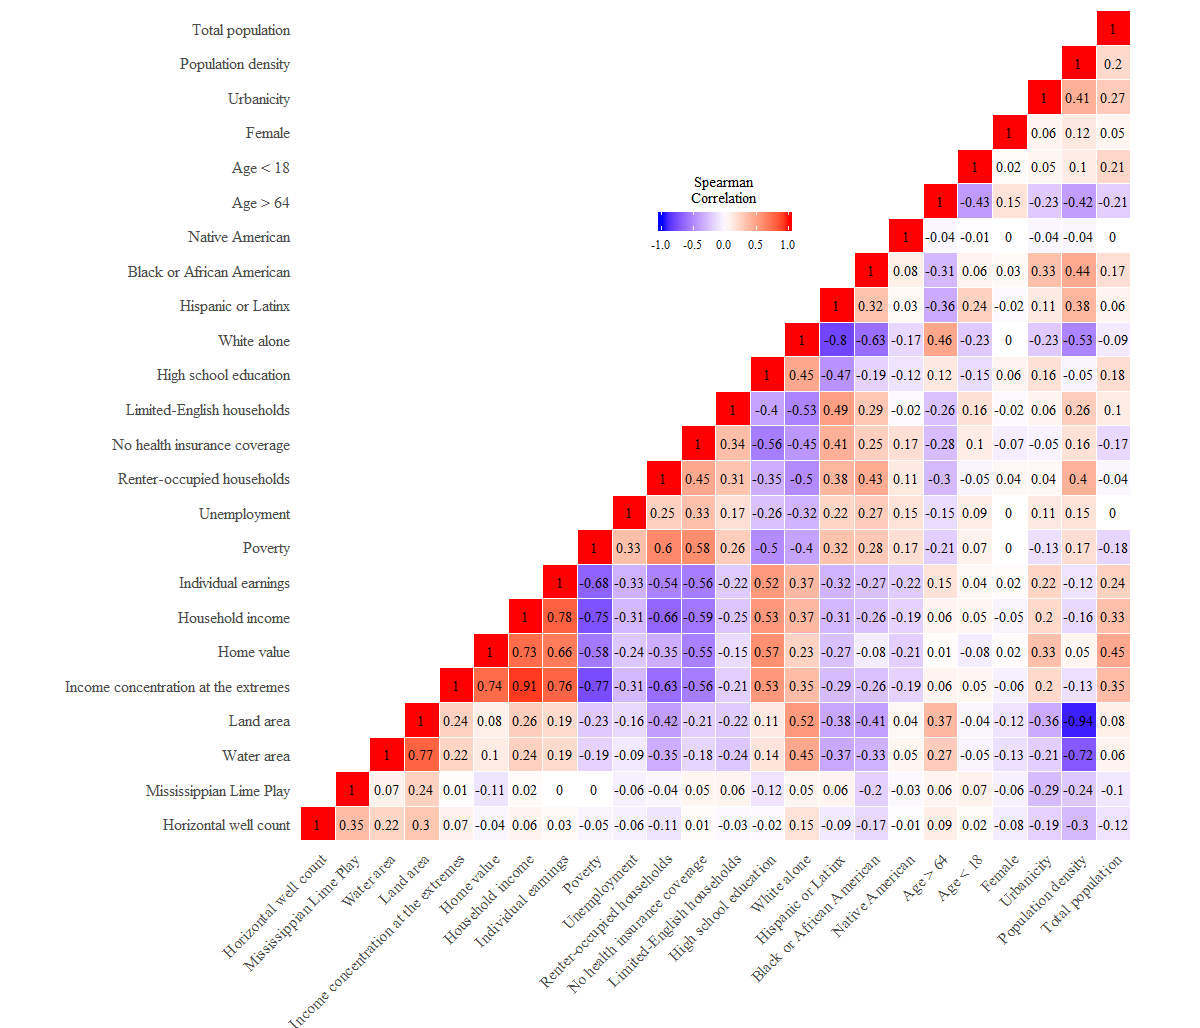 Total population 1
Population density 1 0.2
Urbanicity 1 0.41 0.27
Female 1 0.06 0.12 0.05
Age < 18 1 0.02 0.05 0.1 0.21
Spearman
Correlation
-1.0 -0.5 0.0 0.5 1.0
Age > 64 1 -0.43 0.15 -0.23 -0.42 -0.21
Native American 1 -0.04 -0.01 0 -0.04 -0.04 0
Black or African American 1 0.08 -0.31 0.06 0.03 0.33 0.44 0.17
Hispanic or Latinx 1 0.32 0.03 -0.36 0.24 -0.02 0.11 0.38 0.06
White alone 1 -0.8 -0.63 -0.17 0.46 -0.23 0 -0.23 -0.53 -0.09
High school education 1 0.45 -0.47 -0.19 -0.12 0.12 -0.15 0.06 0.16 -0.05 0.18
Limited-English households 1 -0.4 -0.53 0.49 0.29 -0.02 -0.26 0.16 -0.02 0.06 0.26 0.1
No health insurance coverage 1 0.34 -0.56 -0.45 0.41 0.25 0.17 -0.28 0.1 -0.07 -0.05 0.16 -0.17
Renter-occupied households 1 0.45 0.31 -0.35 -0.5 0.38 0.43 0.11 -0.3 -0.05 0.04 0.04 0.4 -0.04
Unemployment 1 0.25 0.33 0.17 -0.26 -0.32 0.22 0.27 0.15 -0.15 0.09 0 0.11 0.15 0
Poverty 1 0.33 0.6 0.58 0.26 -0.5 -0.4 0.32 0.28 0.17 -0.21 0.07 0 -0.13 0.17 -0.18
Individual earnings 1 -0.68 -0.33 -0.54 -0.56 -0.22 0.52 0.37 -0.32 -0.27 -0.22 0.15 0.04 0.02 0.22 -0.12 0.24
Household income 1 0.78 -0.75 -0.31 -0.66 -0.59 -0.25 0.53 0.37 -0.31 -0.26 -0.19 0.06 0.05 -0.05 0.2 -0.16 0.33
Home value 1 0.73 0.66 -0.58 -0.24 -0.35 -0.55 -0.15 0.57 0.23 -0.27 -0.08 -0.21 0.01 -0.08 0.02 0.33 0.05 0.45
Income concentration at the extremes 1 0.74 0.91 0.76 -0.77 -0.31 -0.63 -0.56 -0.21 0.53 0.35 -0.29 -0.26 -0.19 0.06 0.05 -0.06 0.2 -0.13 0.35
Land area 1 0.24 0.08 0.26 0.19 -0.23 -0.16 -0.42 -0.21 -0.22 0.11 0.52 -0.38 -0.41 0.04 0.37 -0.04 -0.12 -0.36 -0.94 0.08
Water area 1 0.77 0.22 0.1 0.24 0.19 -0.19 -0.09 -0.35 -0.18 -0.24 0.14 0.45 -0.37 -0.33 0.05 0.27 -0.05 -0.13 -0.21 -0.72 0.06
Mississippian Lime Play 1 0.07 0.24 0.01 -0.11 0.02 0 0 -0.06 -0.04 0.05 0.06 -0.12 0.05 0.06 -0.2 -0.03 0.06 0.07 -0.06 -0.29 -0.24 -0.1
Horizontal well count 1 0.35 0.22 0.3 0.07 -0.04 0.06 0.03 -0.05 -0.06 -0.11 0.01 -0.03 -0.02 0.15 -0.09 -0.17 -0.01 0.09 0.02 -0.08 -0.19 -0.3 -0.12
Horizontal well count
Mississippian Lime Play
Water area
Land area
Income concentration at the extremes
Home value
Household income
Individual earnings
Poverty
Unemployment
Renter-occupied households
No health insurance coverage
Limited-English households
High school education
White alone
Hispanic or Latinx
Black or African American
Native American
Age > 64
Age < 18
Female
Urbanicity
Population density
Total population